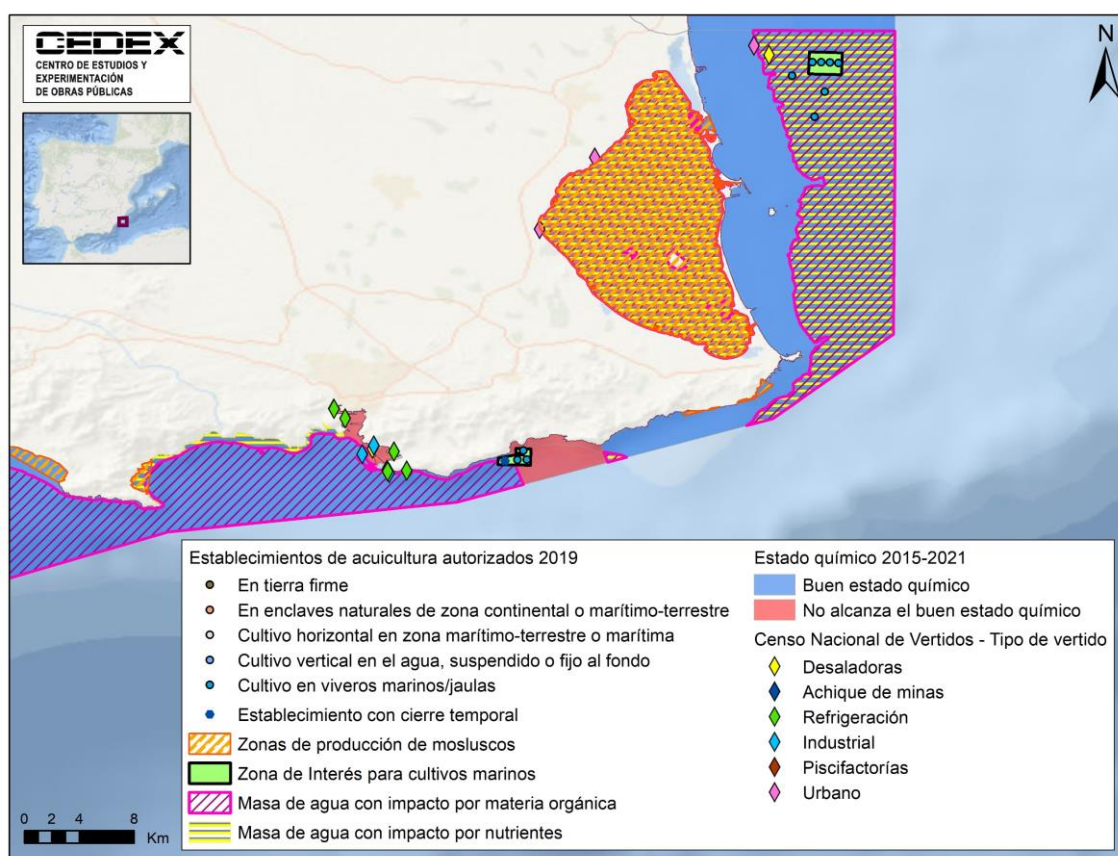 CEDEX
CENTRO DE ESTUDIOS Y
EXPERIMENTACIÓN
DE OBRAS PÚBLICAS
N
Establecimientos de acuicultura autorizados 2019
En tierra firme
En enclaves naturales de zona continental o marítimo-terrestre
Cultivo horizontal en zona marítimo-terrestre o marítima
Cultivo vertical en el agua, suspendido o fijo al fondo
Cultivo en viveros marinos/jaulas
Establecimiento con cierre temporal
Zonas de producción de mosluscos
Zona de Interés para cultivos marinos
Masa de agua con impacto por materia orgánica
Masa de agua con impacto por nutrientes
Estado químico 2015-2021
Buen estado químico
No alcanza el buen estado químico
Censo Nacional de Vertidos - Tipo de vertido
Desaladoras
Achique de minas
Refrigeración
Industrial
Piscifactorías
Urbano
0 2 4 8
Km